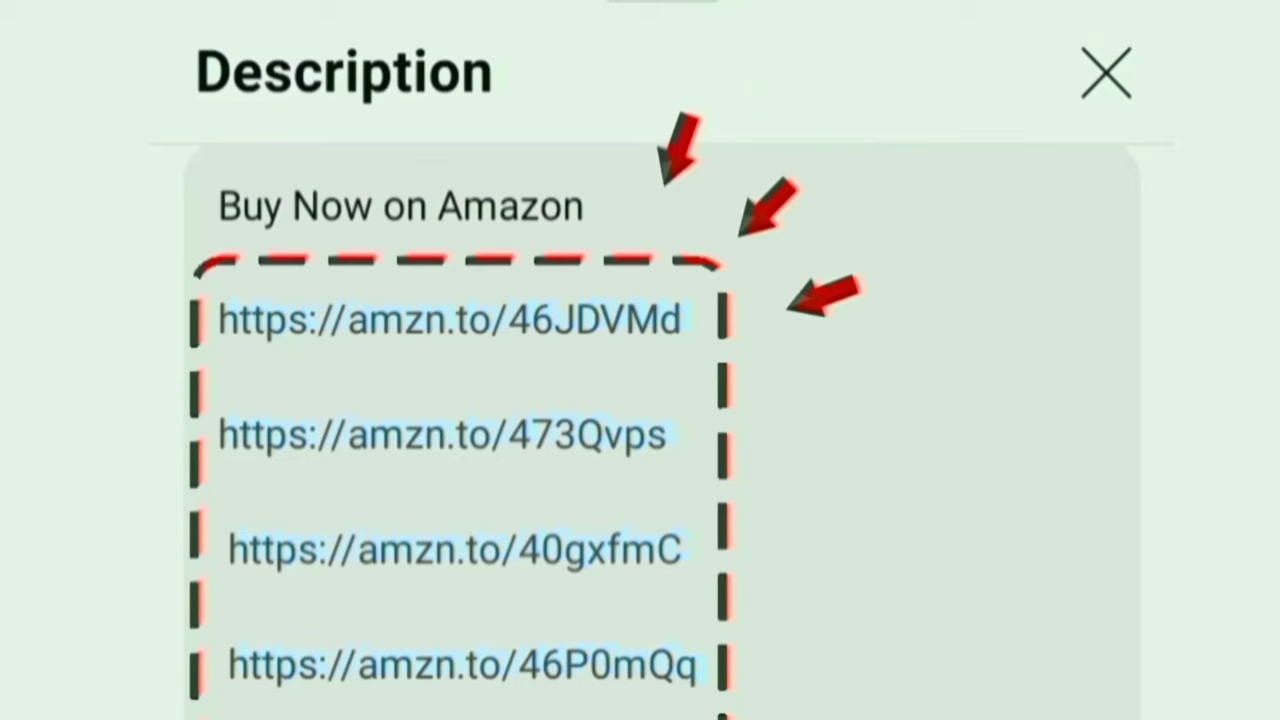 Description
Buy Now on Amazon
https://amzn.to/46JDVMd
https://amzn.to/473Qvps
https://amzn.to/40gxfmC
https://amzn.to/46P0mQq